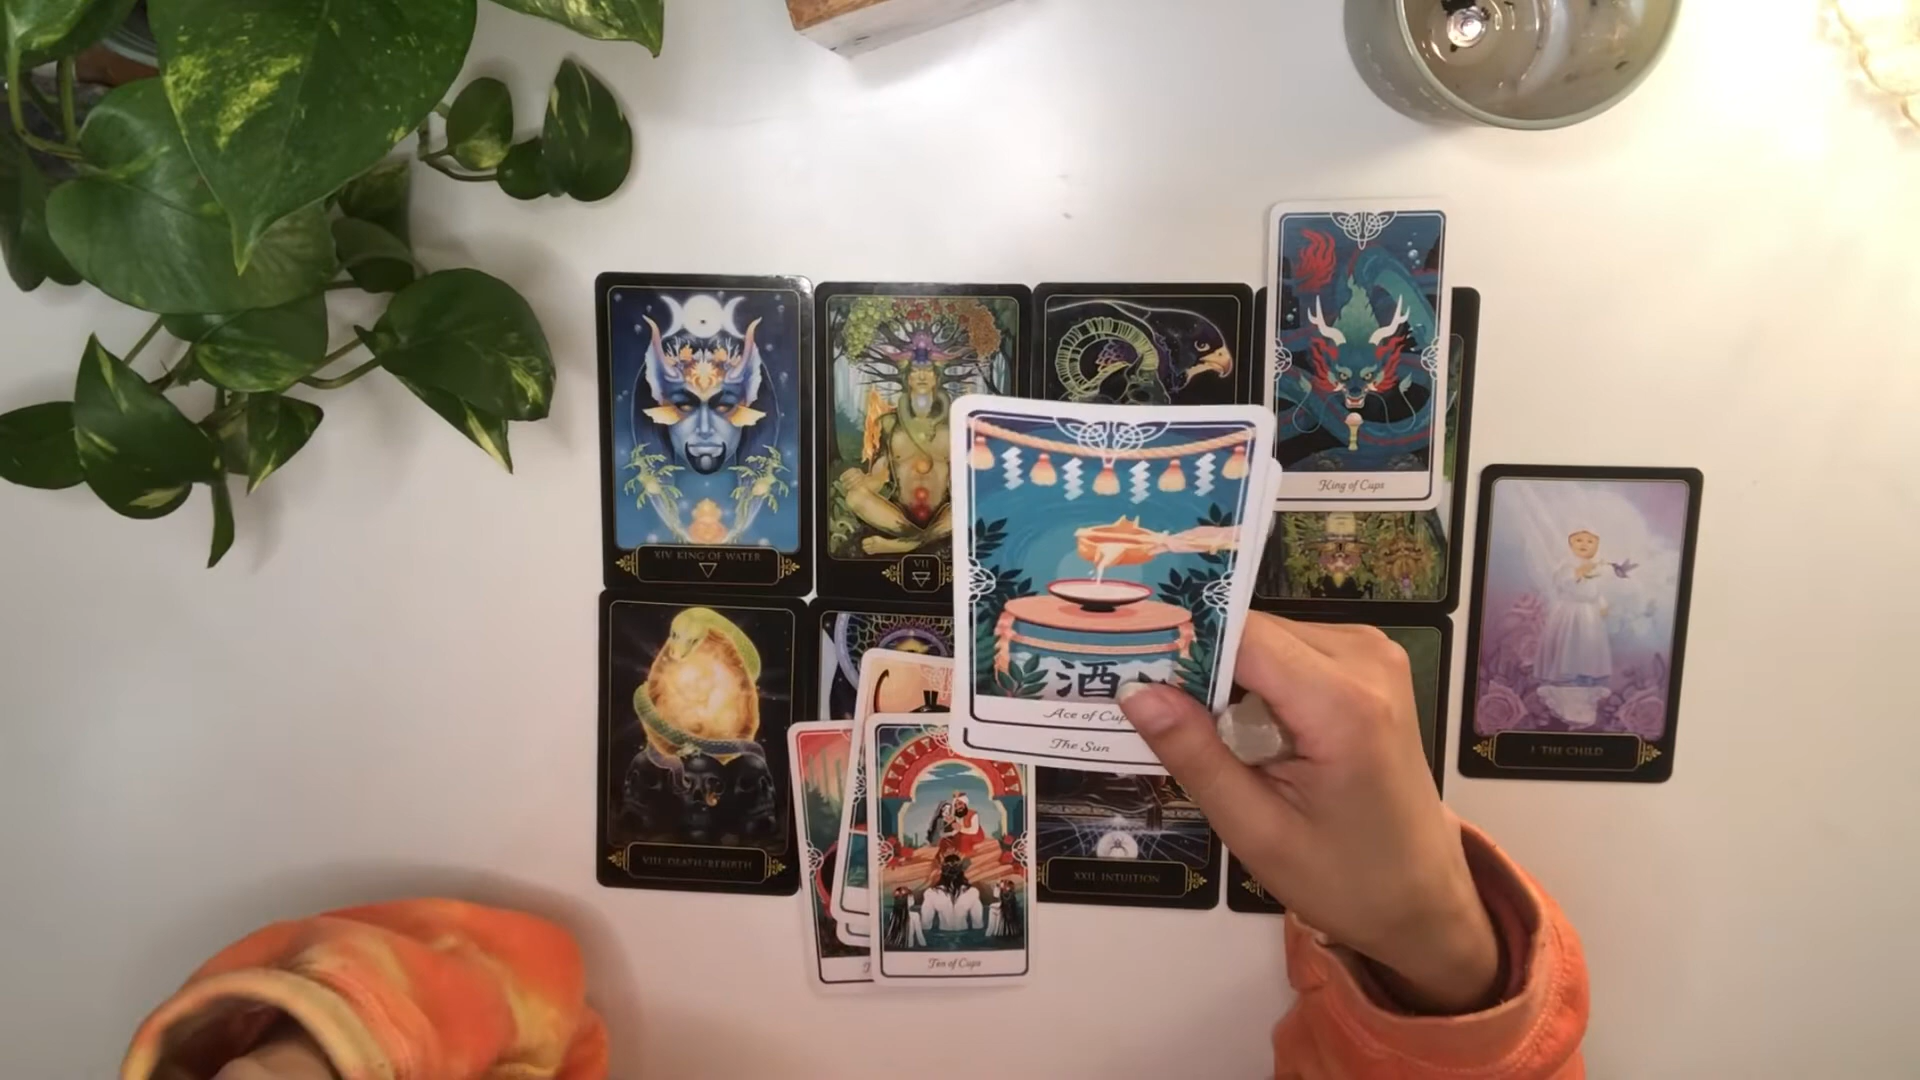 XIV KING OF WATER
VII
King of Cups
酒
Ace of Cup
The Sun
I THE CHILD
VIII DEATH/REBIRTH
XXII INTUITION
Ten of Cups